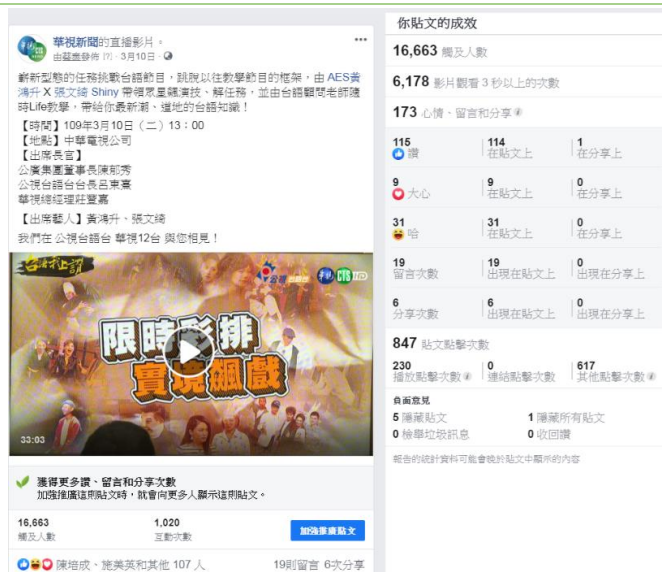 華視新聞的直播影片。
由蔡壹發佈 [?]·3月10日·
嶄新型態的任務挑戰台語節目，跳脫以往教學節目的框架，由 AES黃
鴻升 X 張文綺 Shiny 帶領眾星飆演技、解任務，並由台語顧問老師隨
時Life教學，帶給你最新潮、道地的台語知識！
【時間】109年3月10日（二）13：00
【地點】中華電視公司
【出席長官】
公廣集團董事長陳郁秀
公視台語台台長呂東熹
華視總經理莊豐嘉
【出席藝人】黃鴻升、張文綺
我們在 公視台語台 華視12台 與您相見！
華視 CTS HD
限時彩排
實境飆戲
33:03
獲得更多讚、留言和分享次數
加強推廣這則貼文時，就會向更多人顯示這則貼文。
16,663
觸及人數
1,020
互動次數
加強推廣貼文
陳培成、施美英和其他 107 人
19則留言 6次分享
你貼文的成效
16,663 觸及人數
6,178 影片觀看 3 秒以上的次數
173 心情、留言和分享
115
讚
114
在貼文上
1
在分享上
9
大心
9
在貼文上
0
在分享上
31
哈
31
在貼文上
0
在分享上
19
留言次數
19
出現在貼文上
0
出現在分享上
6
分享次數
6
出現在貼文上
0
出現在分享上
847 貼文點擊次數
230
播放點擊次數
0
連結點擊次數
617
其他點擊次數
負面意見
5 隱藏貼文
1 隱藏所有貼文
0 檢舉垃圾訊息
0 收回讚
報告的統計資料可能會晚於貼文中顯示的內容